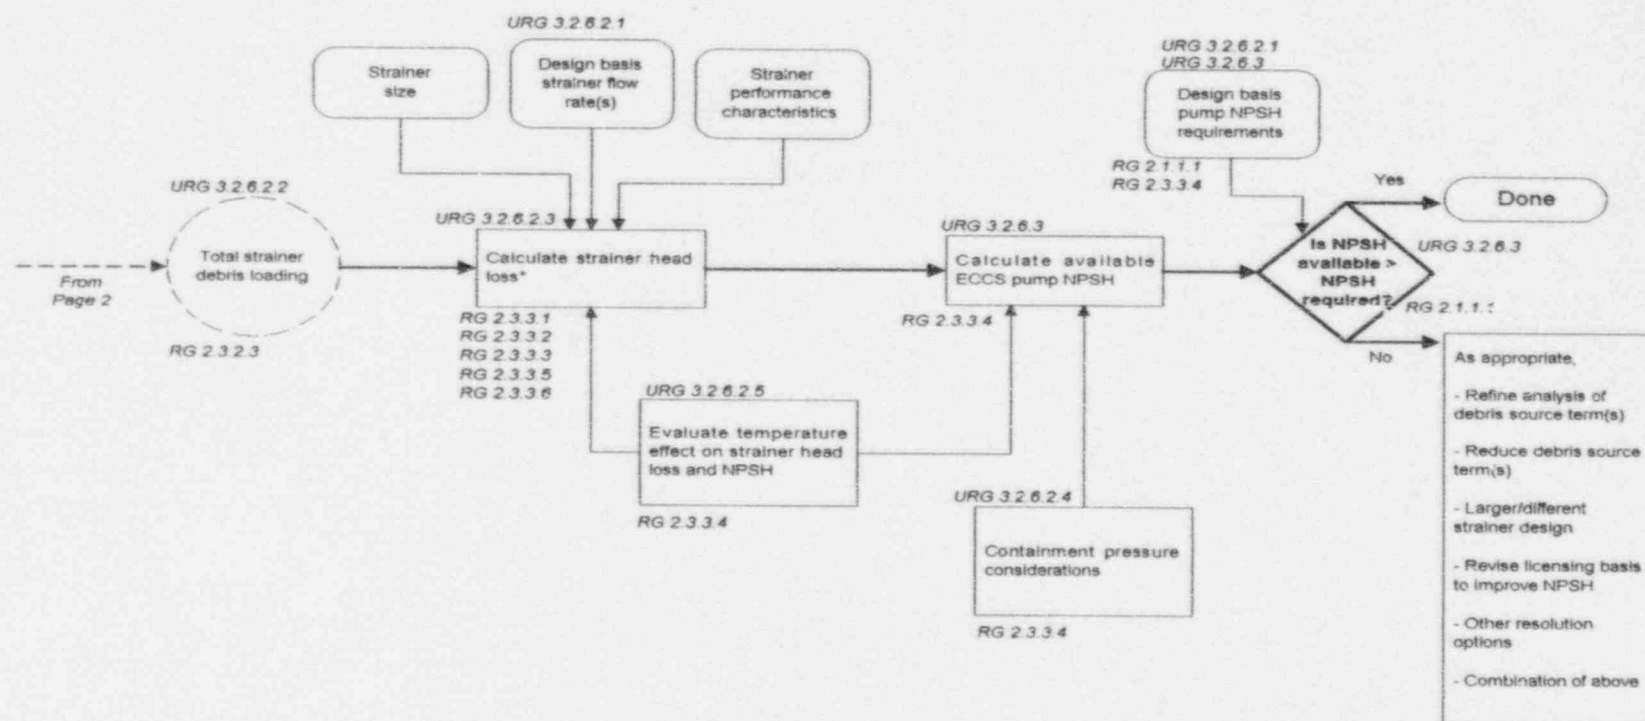 URG 3.2.6.2.1
Strainer
size
Design basis
strainer flow
rate(s)
Strainer
performance
characteristics
URG 3.2.6.2.1
URG 3.2.6.3
Design basis
pump NPSH
requirements
RG 2.1.1.1
RG 2.3.3.4
From
Page 2
URG 3.2.6.2.2
Total strainer
debris loading
RG 2.3.2.3
URG 3.2.6.2.3
Calculate strainer head
loss*
RG 2.3.3.1
RG 2.3.3.2
RG 2.3.3.3
RG 2.3.3.5
RG 2.3.3.6
URG 3.2.6.2.5
Evaluate temperature
effect on strainer head
loss and NPSH
RG 2.3.3.4
URG 3.2.6.3
Calculate available
ECCS pump NPSH
RG 2.3.3.4
URG 3.2.6.2.4
Containment pressure
considerations
RG 2.3.3.4
Is NPSH
available >
NPSH
required?
URG 3.2.6.3
RG 2.1.1.
Yes
Done
No
As appropriate,
- Refine analysis of
debris source term(s)
- Reduce debris source
term(s)
- Larger/different
strainer design
- Revise licensing basis
to improve NPSH
- Other resolution
options
- Combination of above